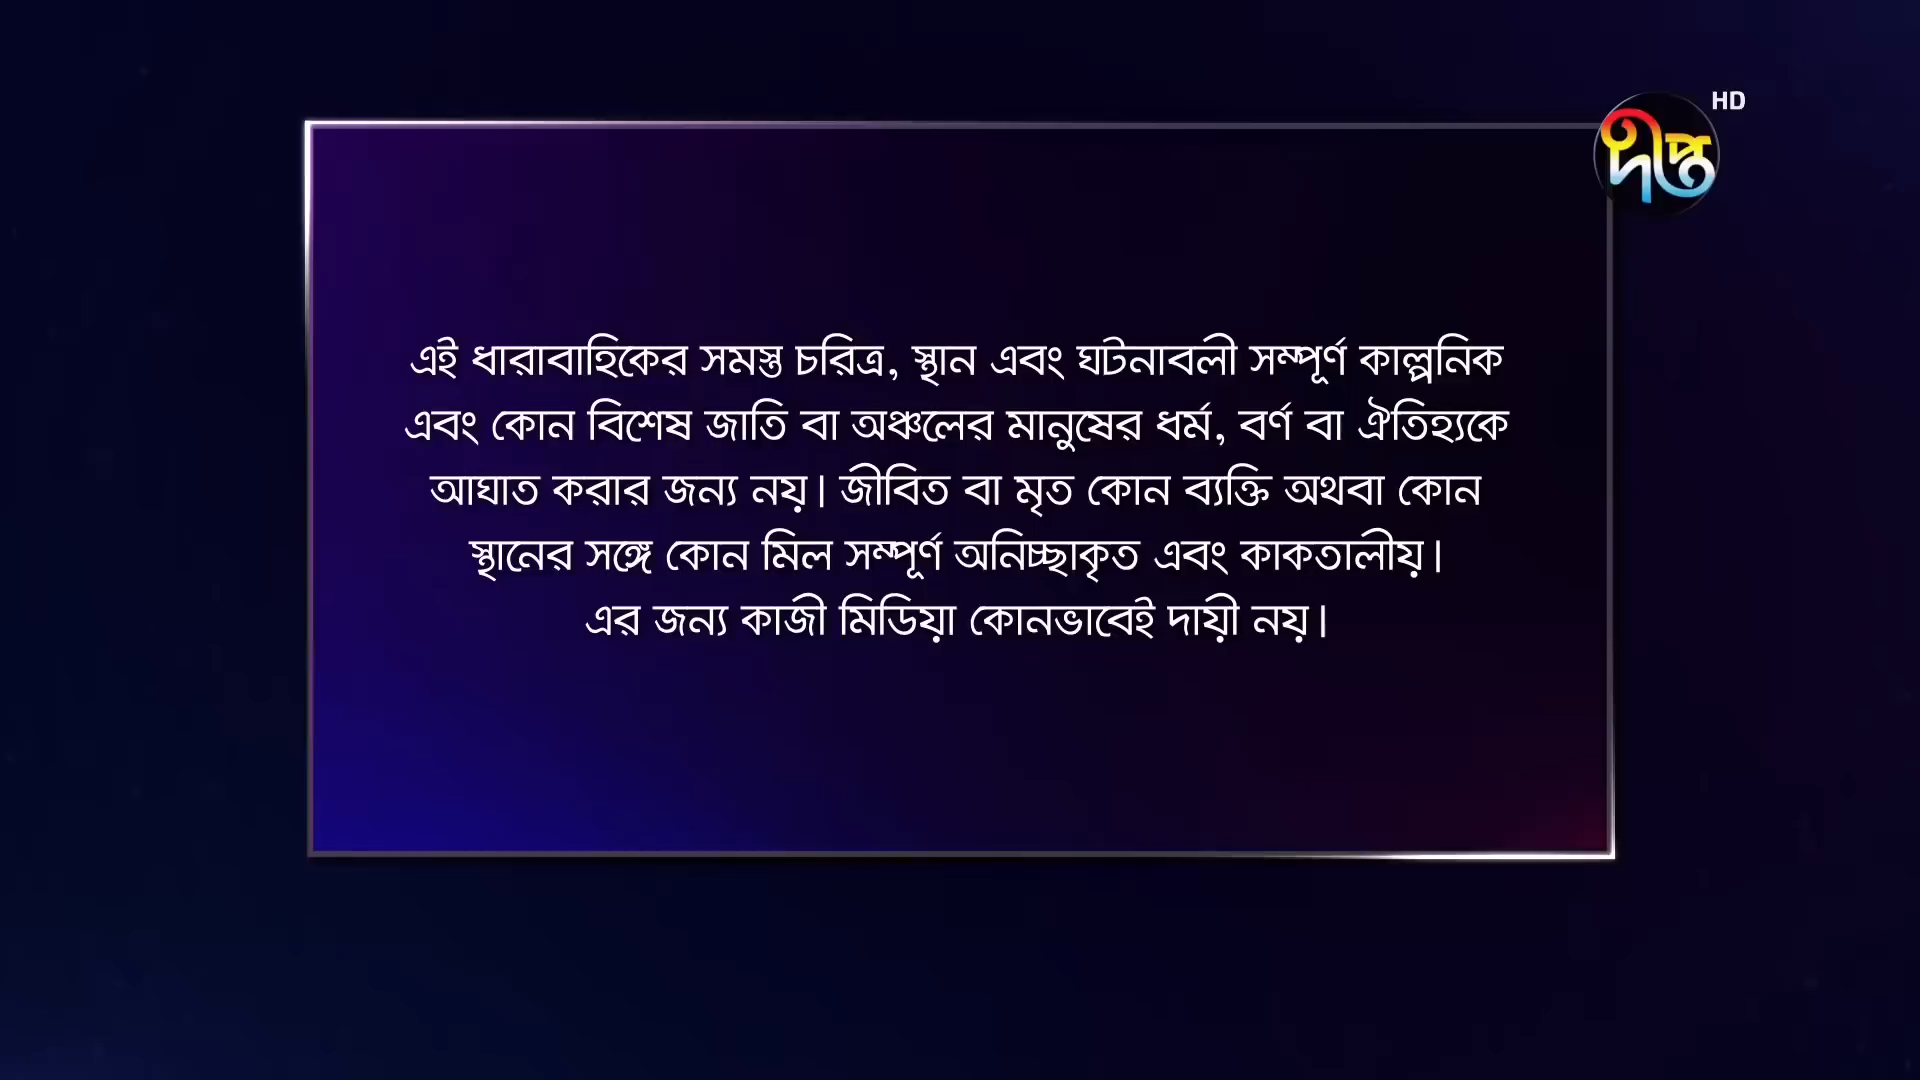 HD
দীপ্ত
এই ধারাবাহিকের সমস্ত চরিত্র, স্থান এবং ঘটনাবলী সম্পূর্ণ কাল্পনিক
এবং কোন বিশেষ জাতি বা অঞ্চলের মানুষের ধর্ম, বর্ণ বা ঐতিহ্যকে
আঘাত করার জন্য নয়। জীবিত বা মৃত কোন ব্যক্তি অথবা কোন
স্থানের সঙ্গে কোন মিল সম্পূর্ণ অনিচ্ছাকৃত এবং কাকতালীয়।
এর জন্য কাজী মিডিয়া কোনভাবেই দায়ী নয়।